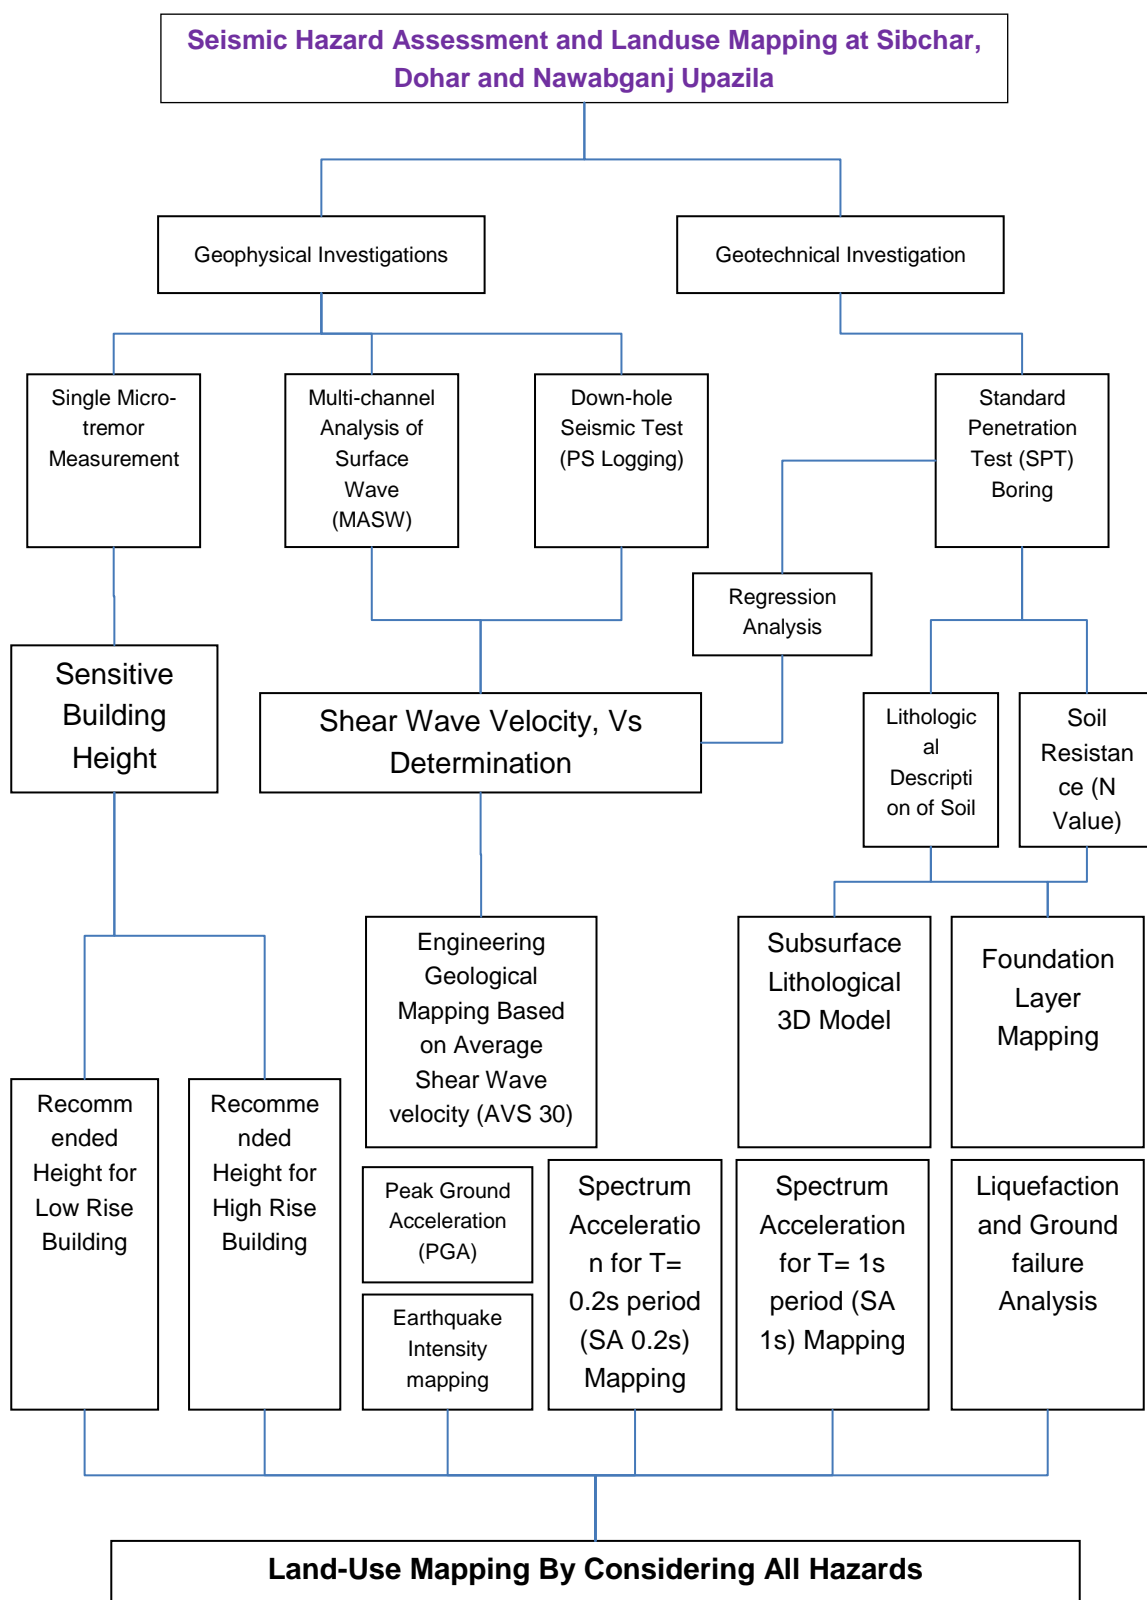 Seismic Hazard Assessment and Landuse Mapping at Sibchar,
Dohar and Nawabganj Upazila
Geophysical Investigations
Geotechnical Investigation
Single Micro-
tremor
Measurement
Multi-channel
Analysis of
Surface
Wave
(MASW)
Down-hole
Seismic Test
(PS Logging)
Standard
Penetration
Test (SPT)
Boring
Regression
Analysis
Sensitive
Building
Height
Shear Wave Velocity, Vs
Determination
Lithologic
al
Descripti
on of Soil
Soil
Resistan
ce (N
Value)
Engineering
Geological
Mapping Based
on Average
Shear Wave
velocity (AVS 30)
Subsurface
Lithological
3D Model
Foundation
Layer
Mapping
Recomm
ended
Height for
Low Rise
Building
Recomme
nded
Height for
High Rise
Building
Peak Ground
Acceleration
(PGA)
Earthquake
Intensity
mapping
Spectrum
Acceleratio
n for T=
0.2s period
(SA 0.2s)
Mapping
Spectrum
Acceleration
for T= 1s
period (SA
1s) Mapping
Liquefaction
and Ground
failure
Analysis
Land-Use Mapping By Considering All Hazards